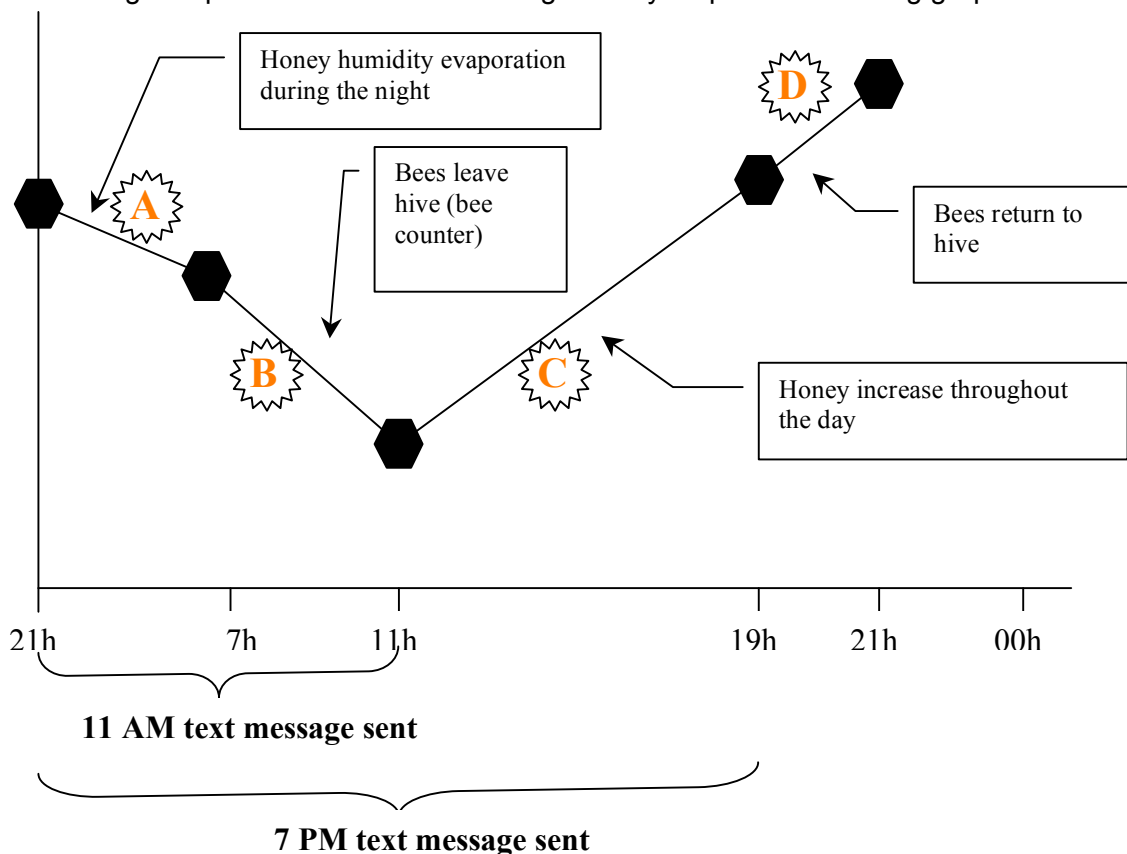 Honey humidity evaporation
during the night
D
Bees leave
hive (bee
counter)
A
Bees return to
hive
B
C
Honey increase throughout
the day
21h
7h
11h
19h
21h
00h
11 AM text message sent
7 PM text message sent